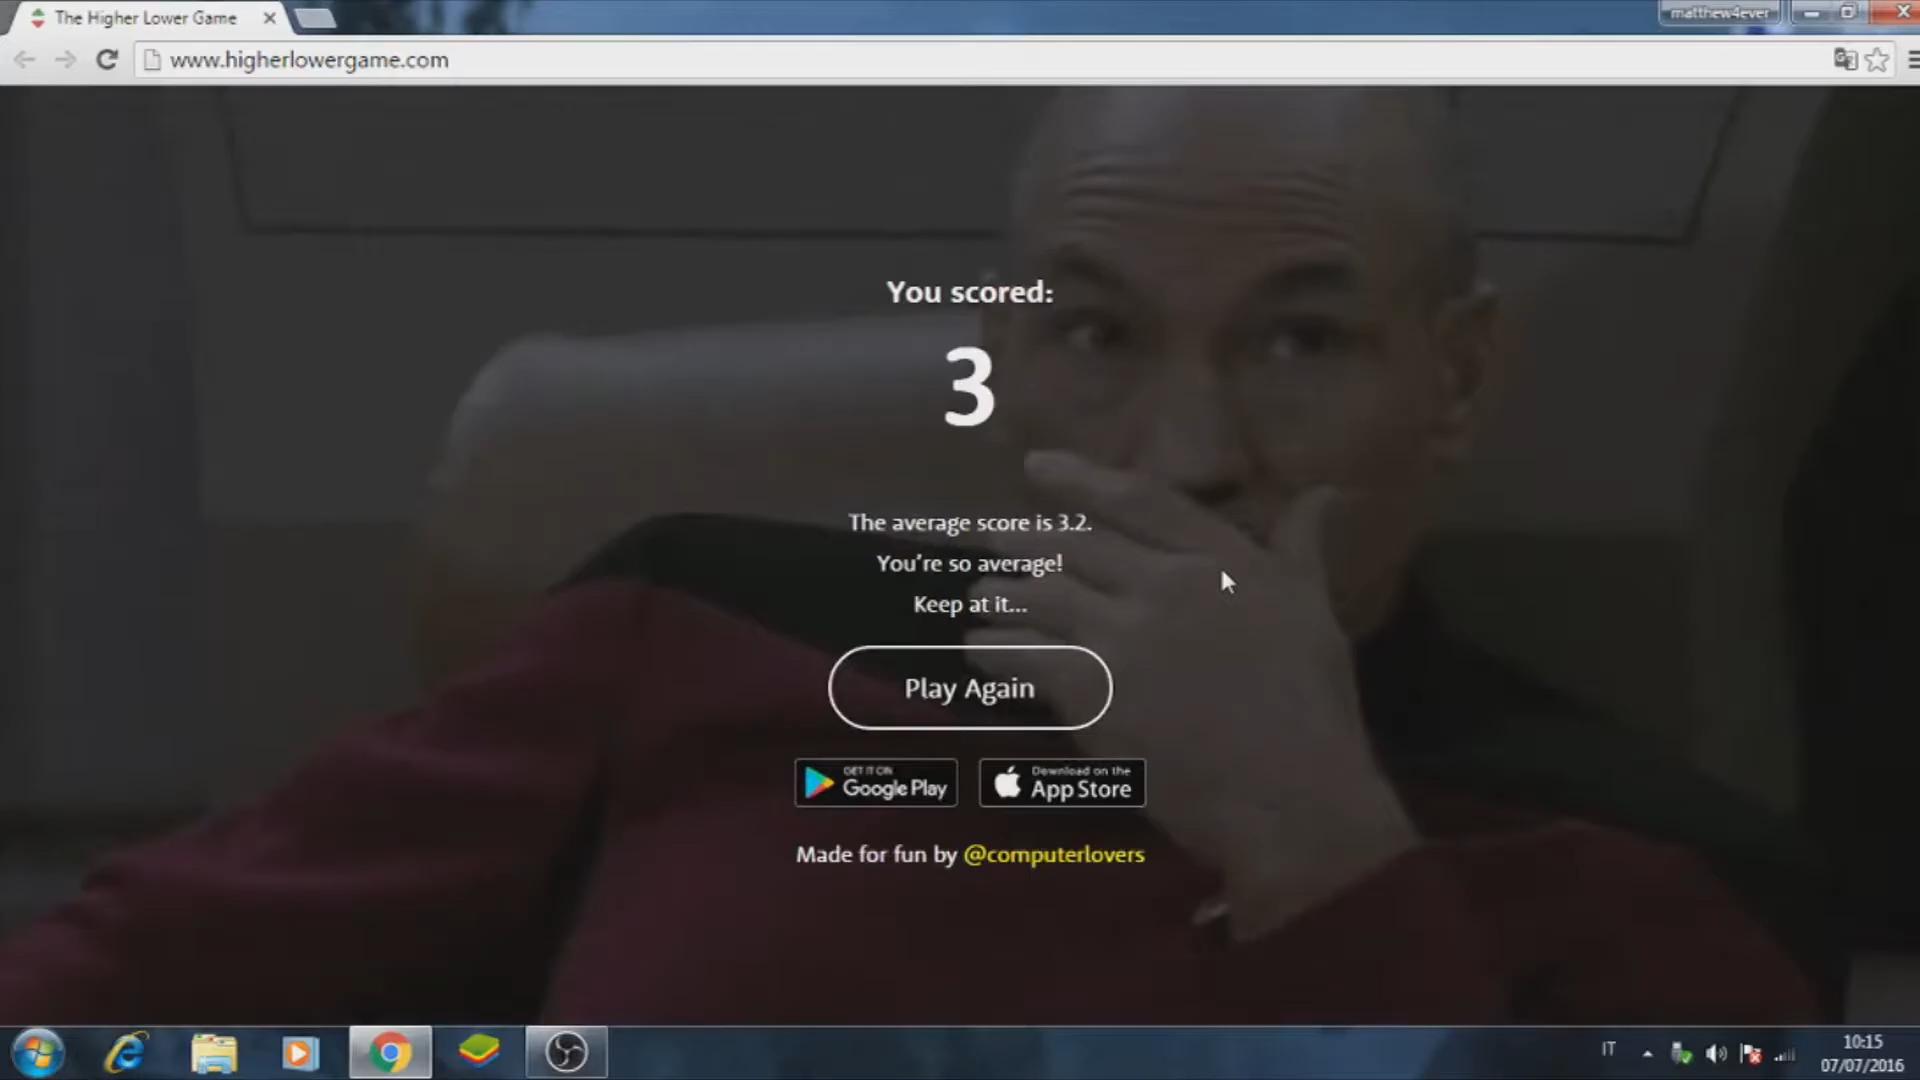 The Higher Lower Game
matthew4ever
www.higherlowergame.com
You scored:
3
The average score is 3.2.
You're so average!
Keep at it...
Play Again
GET IT ON
Google Play
Download on the
App Store
Made for fun by @computerlovers
IT
10:15
07/07/2016